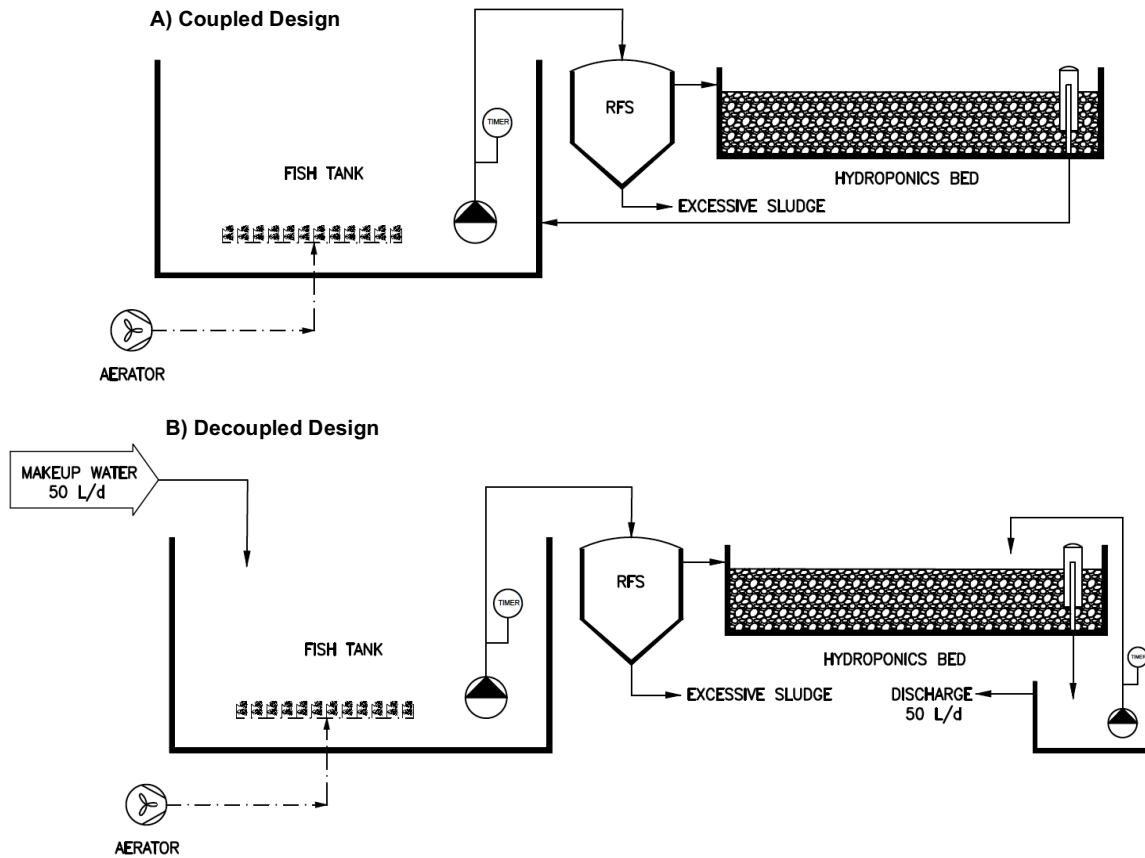 A) Coupled Design
TIMER
RFS
FISH TANK
HYDROPONICS BED
EXCESSIVE SLUDGE
AERATOR
B) Decoupled Design
MAKEUP WATER
50 L/d
TIMER
RFS
FISH TANK
HYDROPONICS BED
TIMER
EXCESSIVE SLUDGE
DISCHARGE
50 L/d
AERATOR